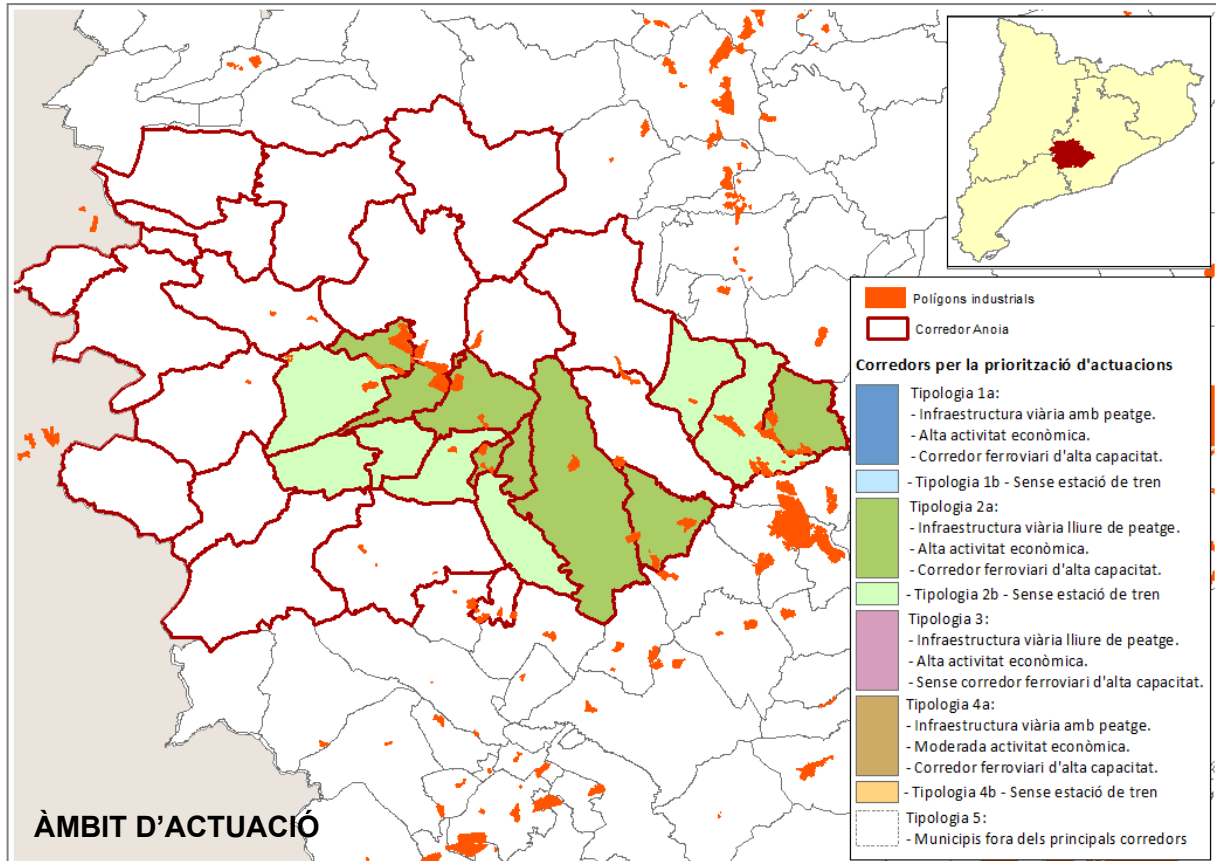 Polígons industrials
Corredor Anoia
Corredors per la priorització d'actuacions
Tipologia 1a:
- Infraestructura viària amb peatge.
- Alta activitat econòmica.
- Corredor ferroviari d'alta capacitat.
- Tipologia 1b - Sense estació de tren
Tipologia 2a:
- Infraestructura viària lliure de peatge.
- Alta activitat econòmica.
- Corredor ferroviari d'alta capacitat.
- Tipologia 2b - Sense estació de tren
Tipologia 3:
- Infraestructura viària lliure de peatge.
- Alta activitat econòmica.
- Sense corredor ferroviari d'alta capacitat.
Tipologia 4a:
- Infraestructura viària amb peatge.
- Moderada activitat econòmica.
- Corredor ferroviari d'alta capacitat.
- Tipologia 4b - Sense estació de tren
Tipologia 5:
- Municipis fora dels principals corredors
ÀMBIT D'ACTUACIÓ